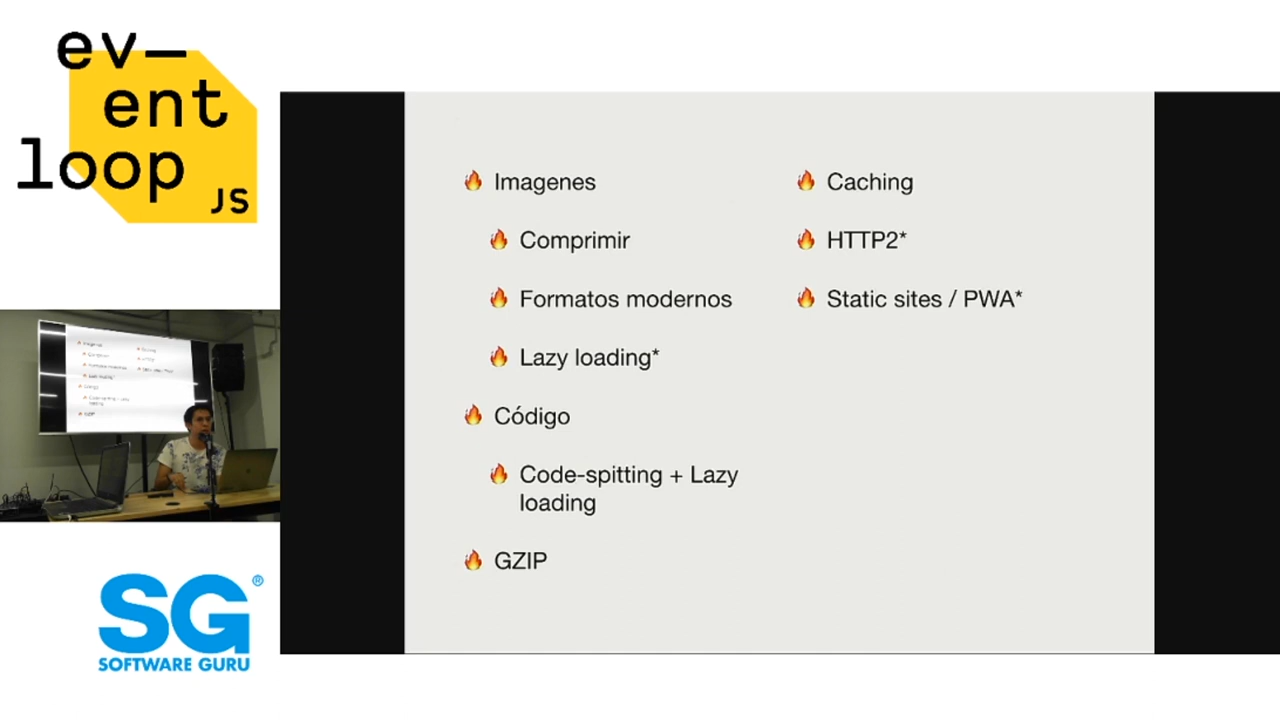 ev—
ent
loop
JS
🔥 Imagenes
🔥 Comprimir
🔥 Formatos modernos
🔥 Lazy loading*
🔥 Código
🔥 Code-spitting + Lazy
loading
🔥 GZIP
🔥 Caching
🔥 HTTP2*
🔥 Static sites / PWA*
SG®
SOFTWARE GURU